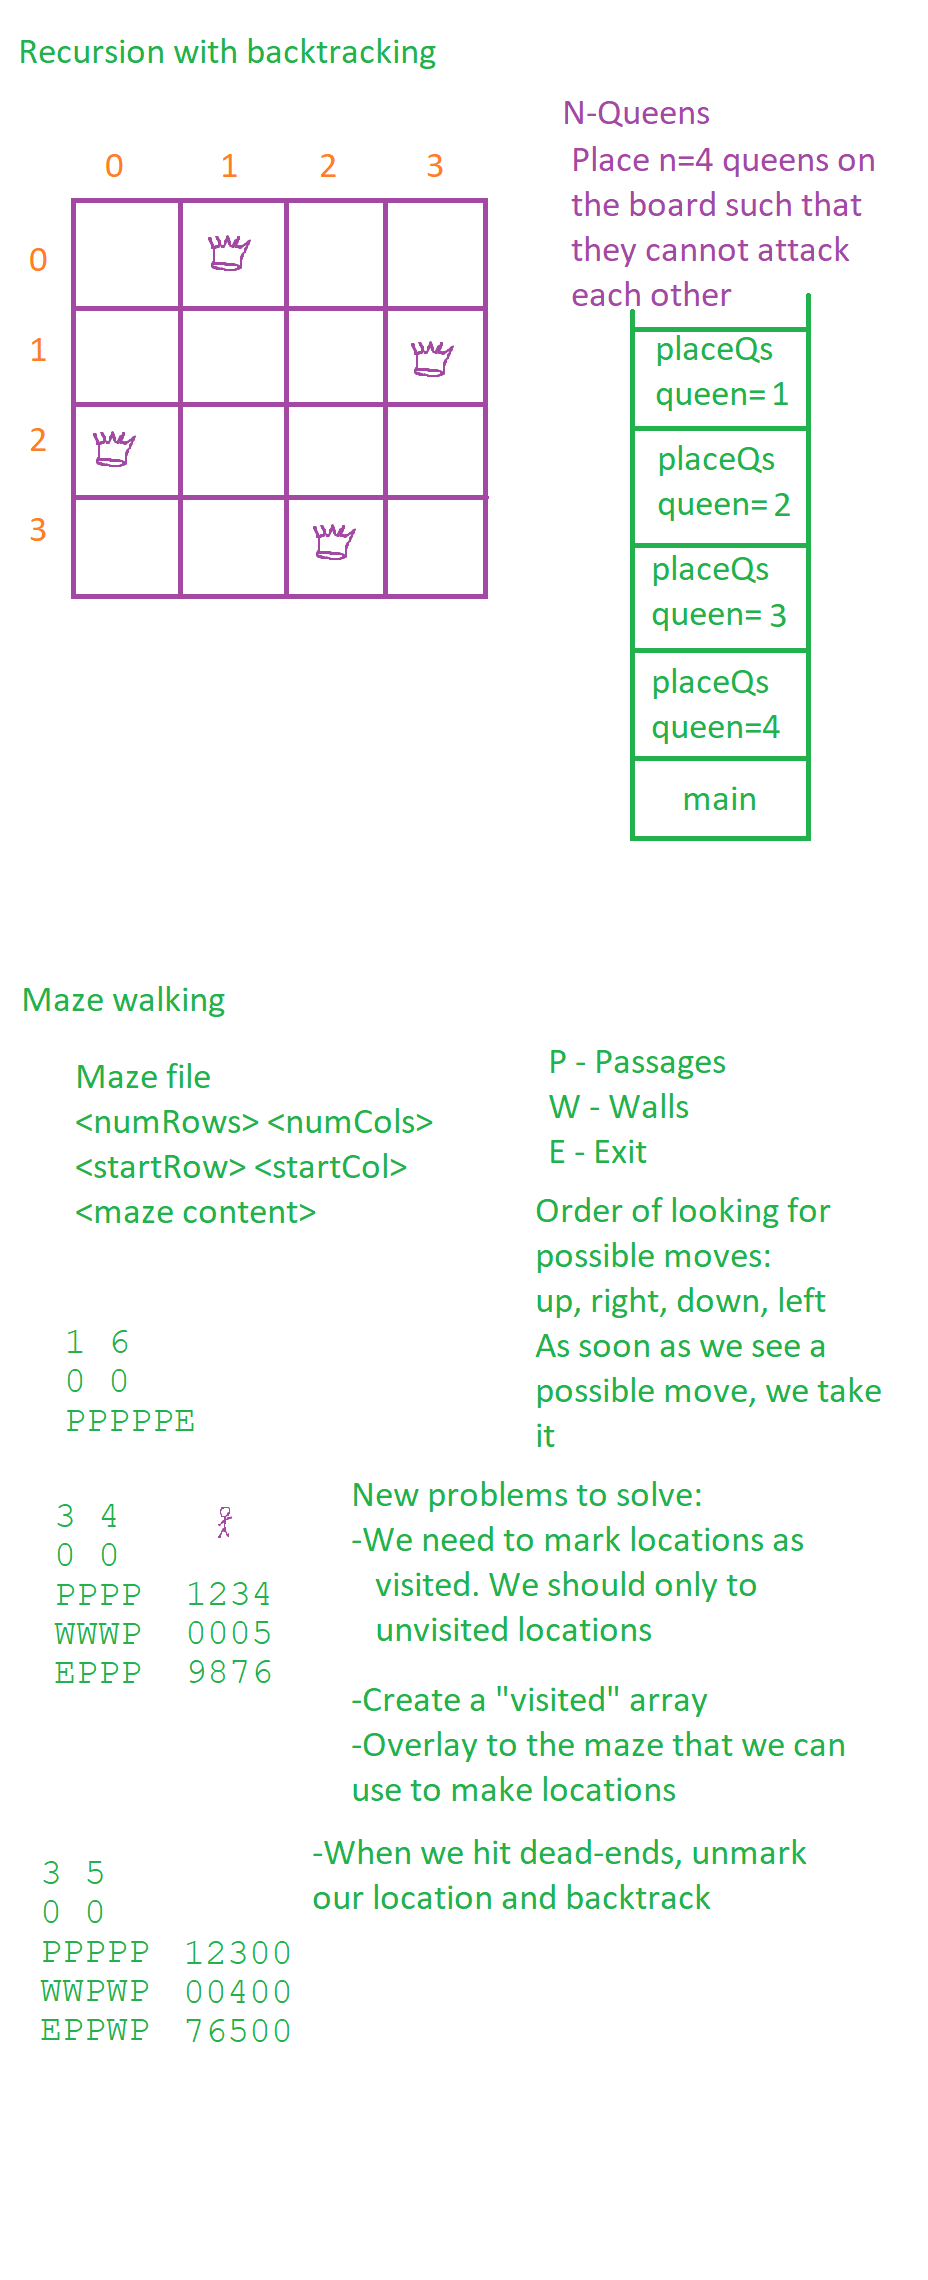 Recursion with backtracking
N-Queens
Place n=4 queens on
the board such that
they cannot attack
each other
0 1 2 3
0
1
2
3
placeQs
queen= 1
placeQs
queen= 2
placeQs
queen= 3
placeQs
queen=4
main
Maze walking
Maze file
<numRows> <numCols>
<startRow> <startCol>
<maze content>
P - Passages
W - Walls
E - Exit
Order of looking for
possible moves:
up, right, down, left
As soon as we see a
possible move, we take
it
1 6
0 0
PPPPPE
3 4
0 0
PPPP 1234
WWWP 0005
EPPP 9876
New problems to solve:
-We need to mark locations as
visited. We should only to
unvisited locations
-Create a "visited" array
-Overlay to the maze that we can
use to make locations
-When we hit dead-ends, unmark
our location and backtrack
3 5
0 0
PPPPP 12300
WWPWP 00400
EPPWP 76500